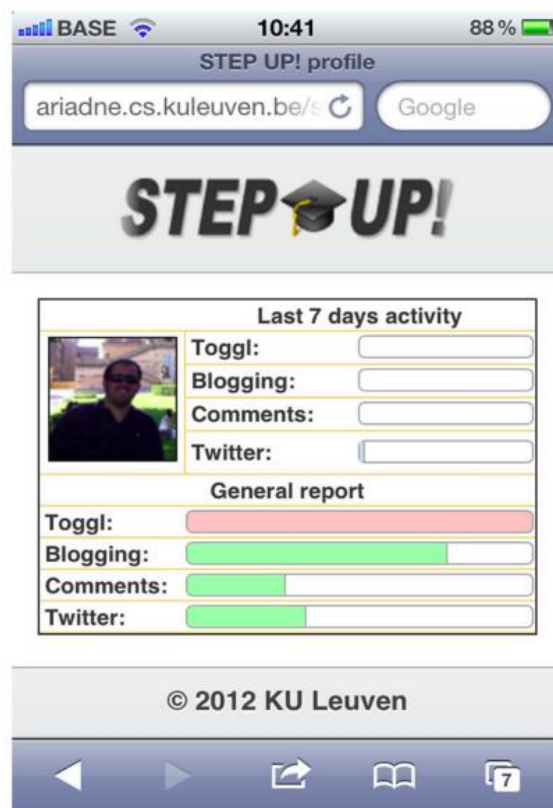 BASE 10:41 88 %
STEP UP! profile
ariadne.cs.kuleuven.be/s Google
STEP UP!
Last 7 days activity
Toggl:
Blogging:
Comments:
Twitter:
General report
Toggl:
Blogging:
Comments:
Twitter:
© 2012 KU Leuven
7